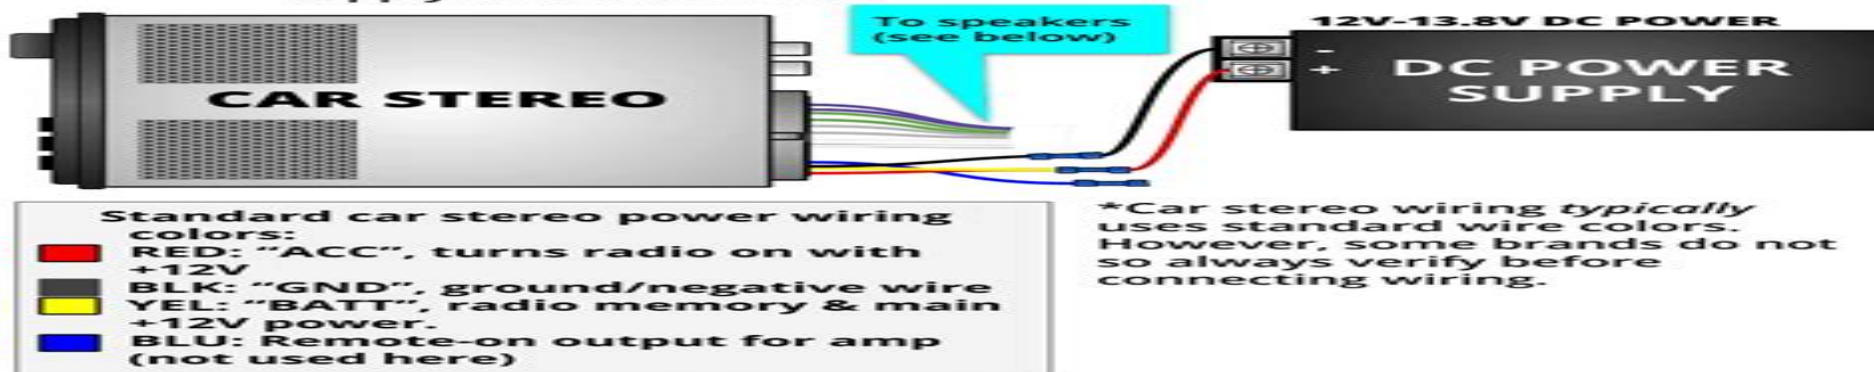 To speakers
(see below)
12V-13.8V DC POWER
CAR STEREO
-
+
DC POWER
SUPPLY
Standard car stereo power wiring
colors:
RED: “ACC”, turns radio on with
+12V
BLK: “GND”, ground/negative wire
YEL: “BATT”, radio memory & main
+12V power.
BLU: Remote-on output for amp
(not used here)
*Car stereo wiring typically
uses standard wire colors.
However, some brands do not
so always verify before
connecting wiring.